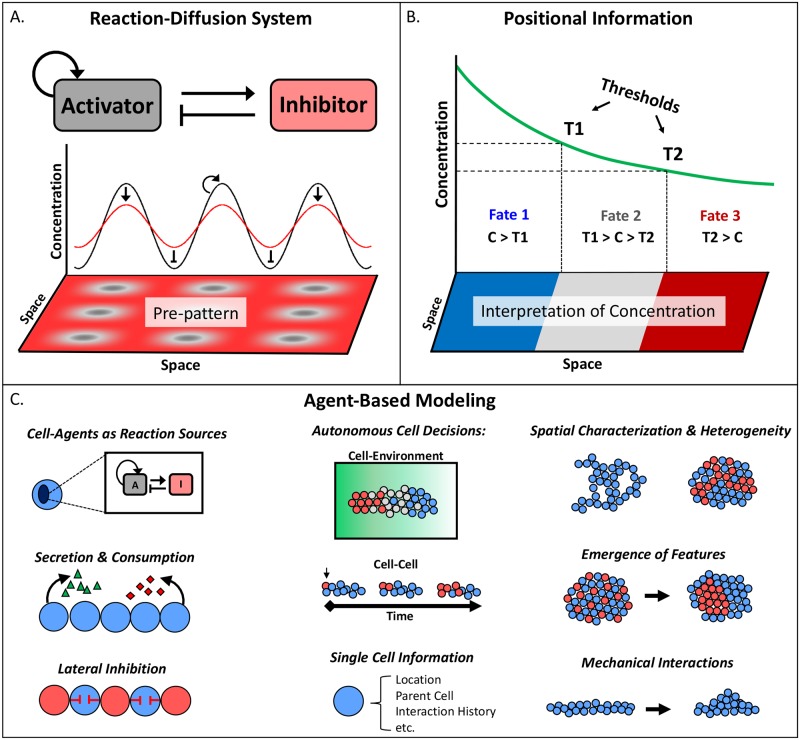 A.
Reaction-Diffusion System
Activator
Inhibitor
Concentration
Space
Pre-pattern
Space
B.
Positional Information
Concentration
Thresholds
T1
T2
Fate 1
C > T1
Fate 2
T1 > C > T2
Fate 3
T2 > C
Space
Interpretation of Concentration
Space
C.
Agent-Based Modeling
Cell-Agents as Reaction Sources
A
I
Secretion & Consumption
Lateral Inhibition
Autonomous Cell Decisions:
Cell-Environment
Cell-Cell
Time
Single Cell Information
Location
Parent Cell
Interaction History
etc.
Spatial Characterization & Heterogeneity
Emergence of Features
Mechanical Interactions